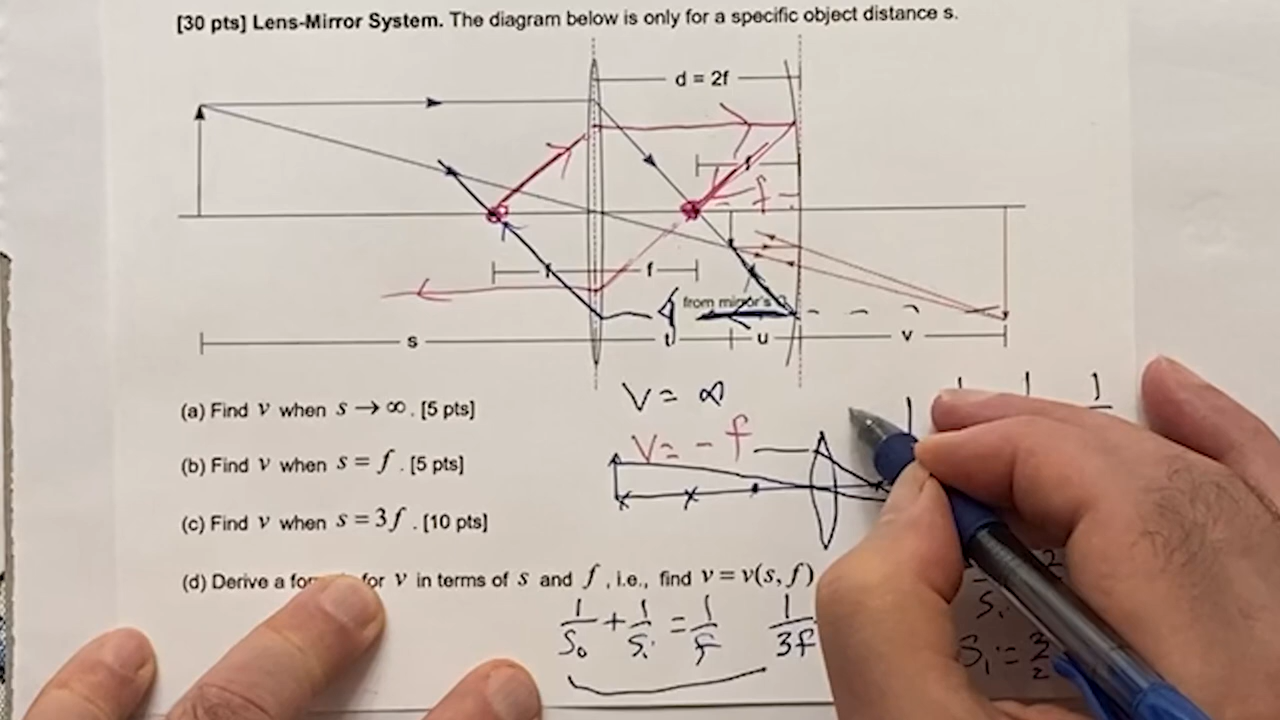 [30 pts] Lens-Mirror System. The diagram below is only for a specific object distance s.
d = 2f
f
f
f
f
from mirror's
s
u
v
V = ∞
(a) Find v when s → ∞. [5 pts]
V = - f
(b) Find v when s = f. [5 pts]
(c) Find v when s = 3f. [10 pts]
(d) Derive a for v in terms of s and f, i.e., find v = v(s, f)
1/So + 1/Si = 1/f
1/3f
Si = 3/2